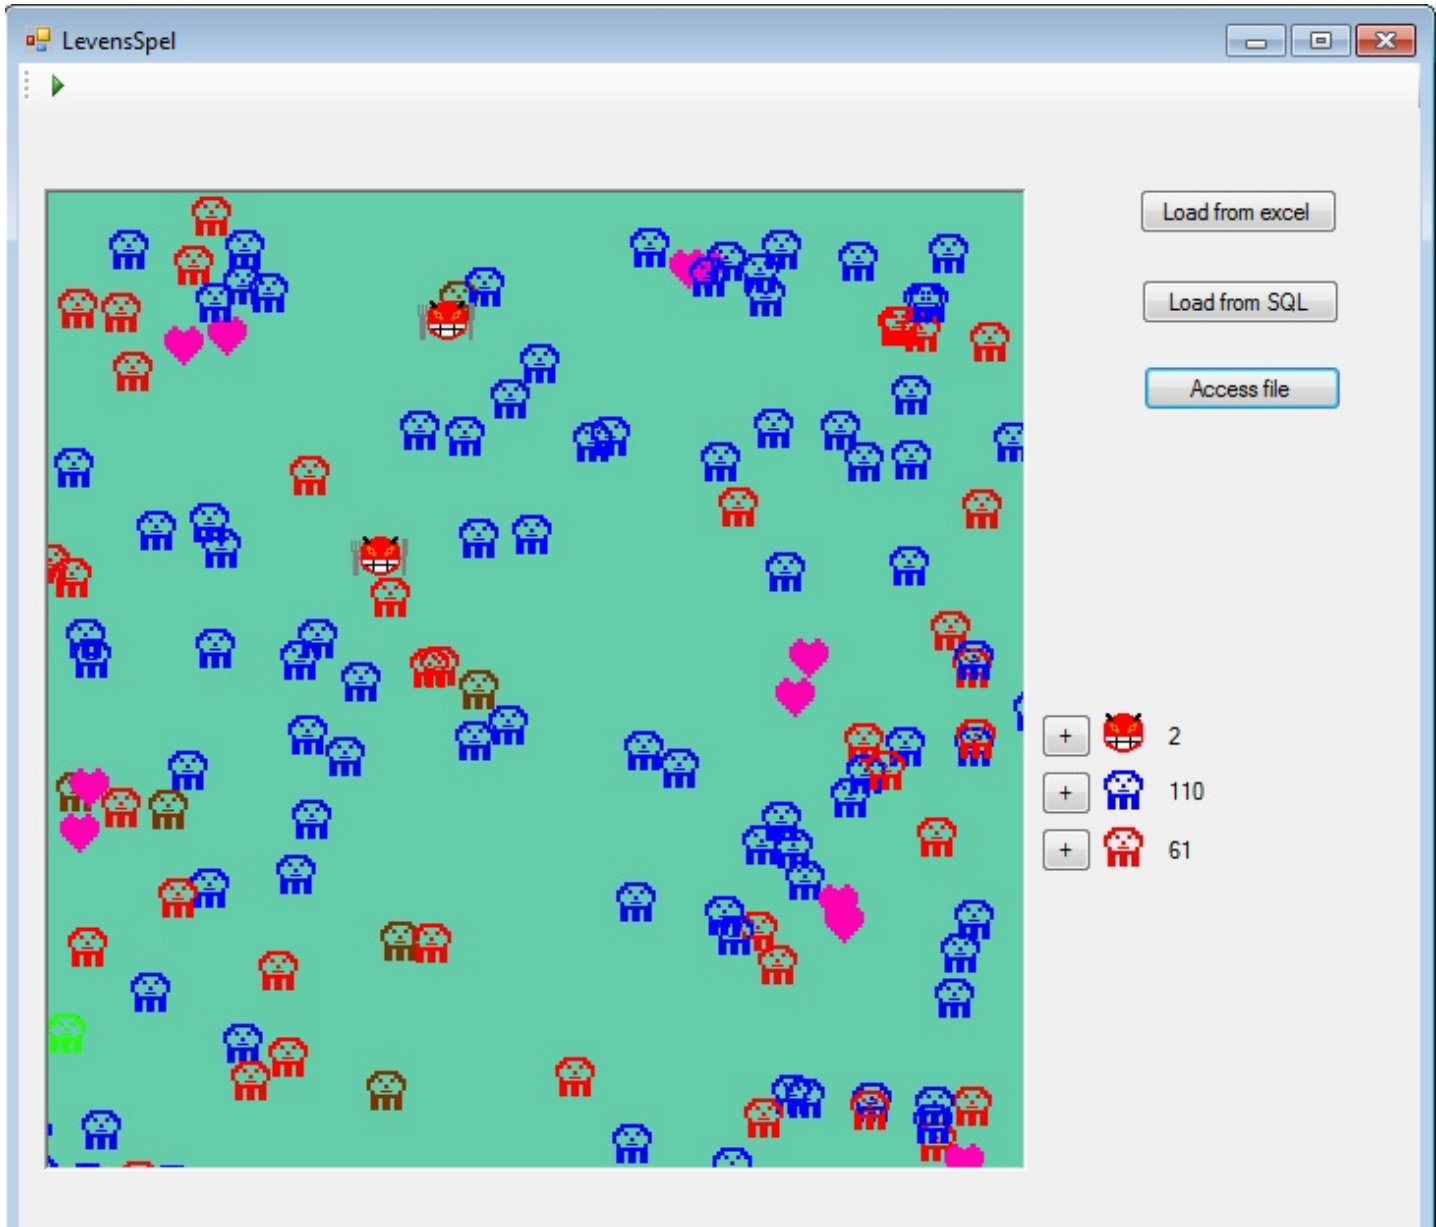 LevensSpel
Load from excel
Load from SQL
Access file
+ 2
+ 110
+ 61